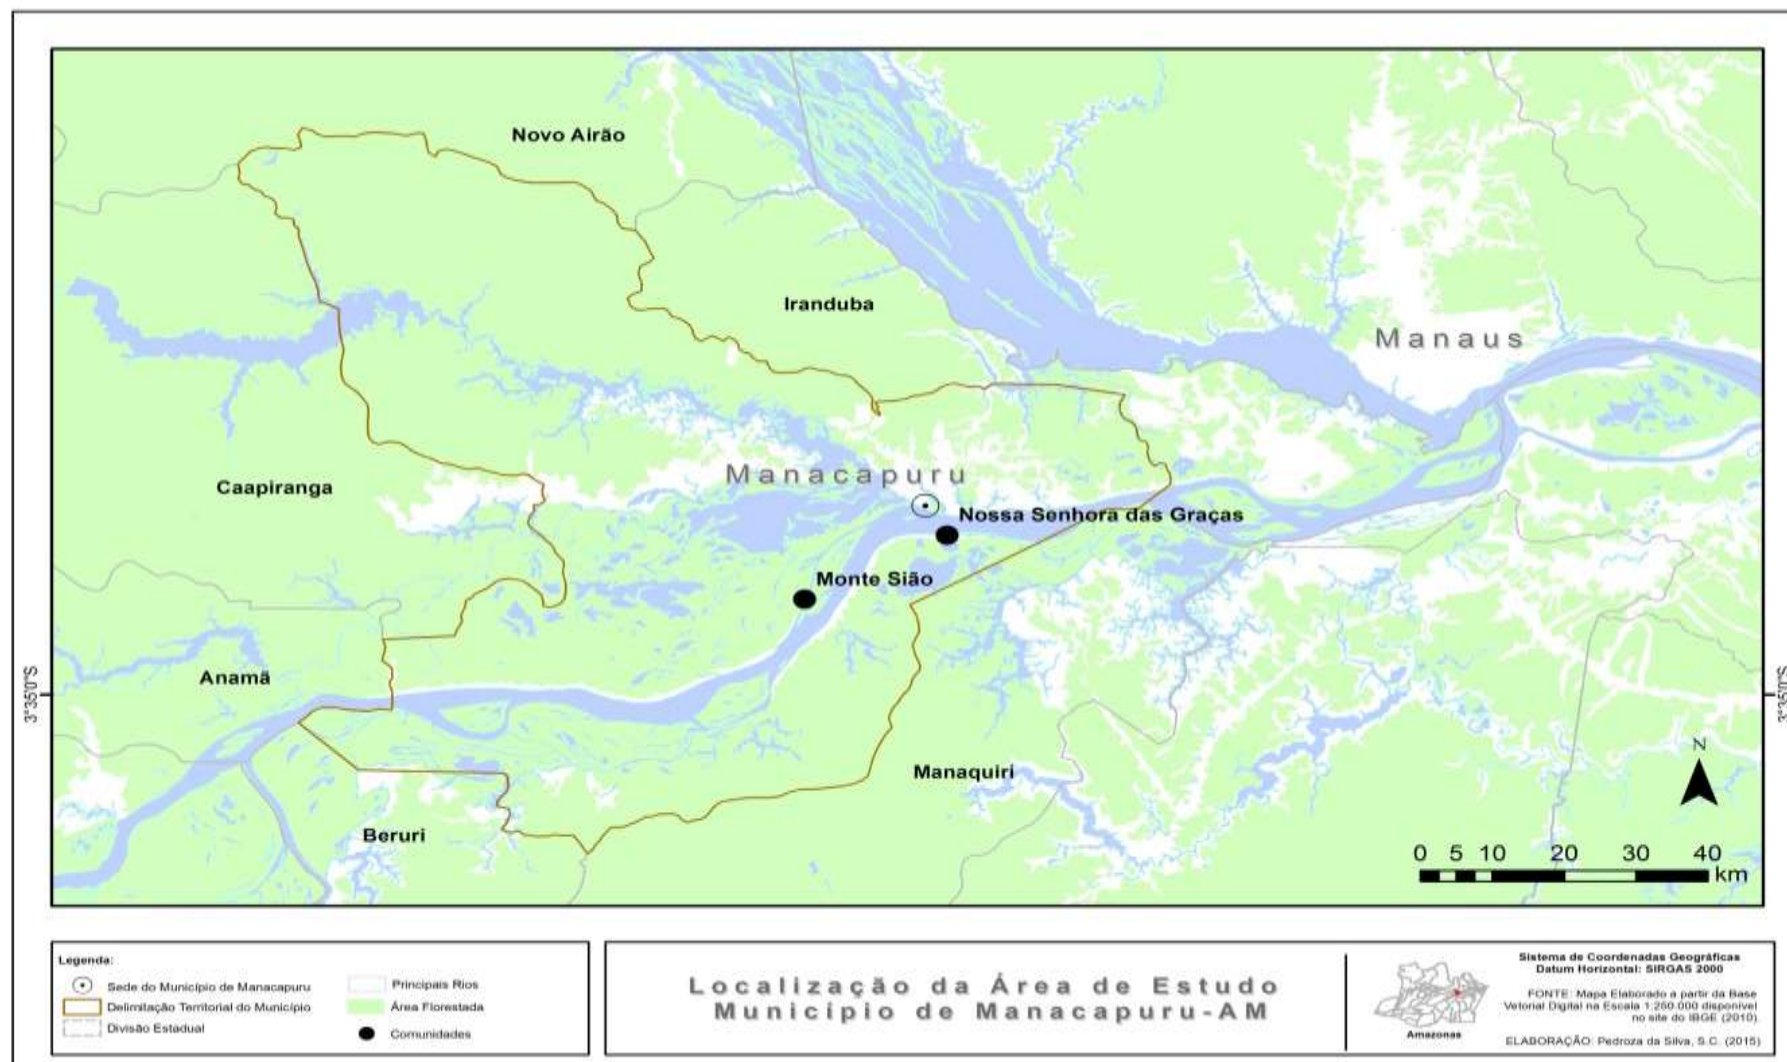 Novo Airão
Iranduba
Manaus
Manacapuru
Caapiranga
Nossa Senhora das Graças
Monte Sião
Anamã
3°35'0"S
3°35'0"S
Manaquiri
N
Beruri
0 5 10 20 30 40
km
Legenda:
Sede do Município de Manacapuru
Delimitação Territorial do Município
Divisão Estadual
Principais Rios
Área Florestada
Comunidades
Localização da Área de Estudo
Município de Manacapuru-AM
Amazonas
Sistema de Coordenadas Geográficas
Datum Horizontal: SIRGAS 2000
FONTE: Mapa Elaborado a partir da Base
Vetorial Digital na Escala 1:250.000 disponível
no site do IBGE (2010).
ELABORAÇÃO: Pedroza da Silva, S.C. (2015)